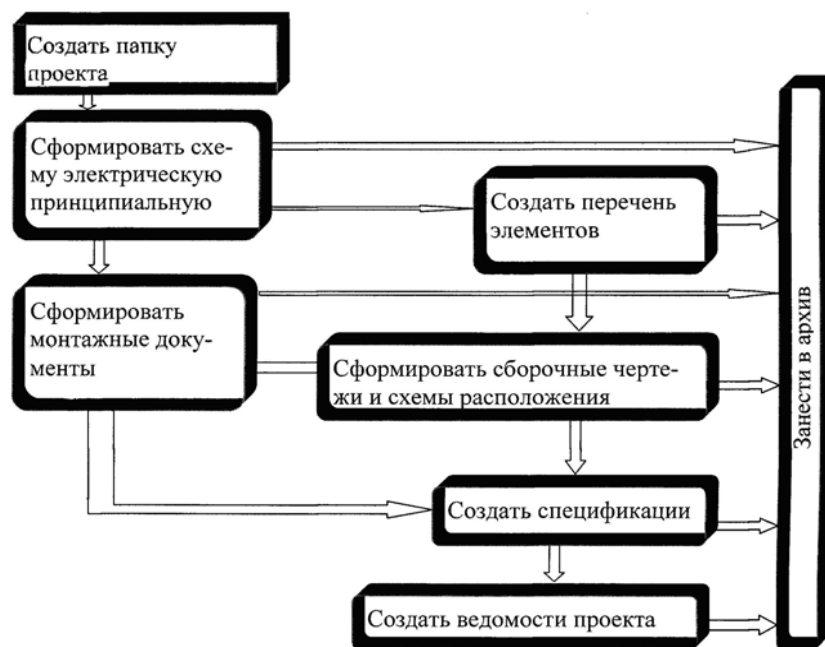 Создать папку
проекта
Сформировать схе-
му электрическую
принципиальную
Создать перечень
элементов
Сформировать
монтажные доку-
менты
Сформировать сборочные черте-
жи и схемы расположения
Создать спецификации
Создать ведомости проекта
Занести в архив